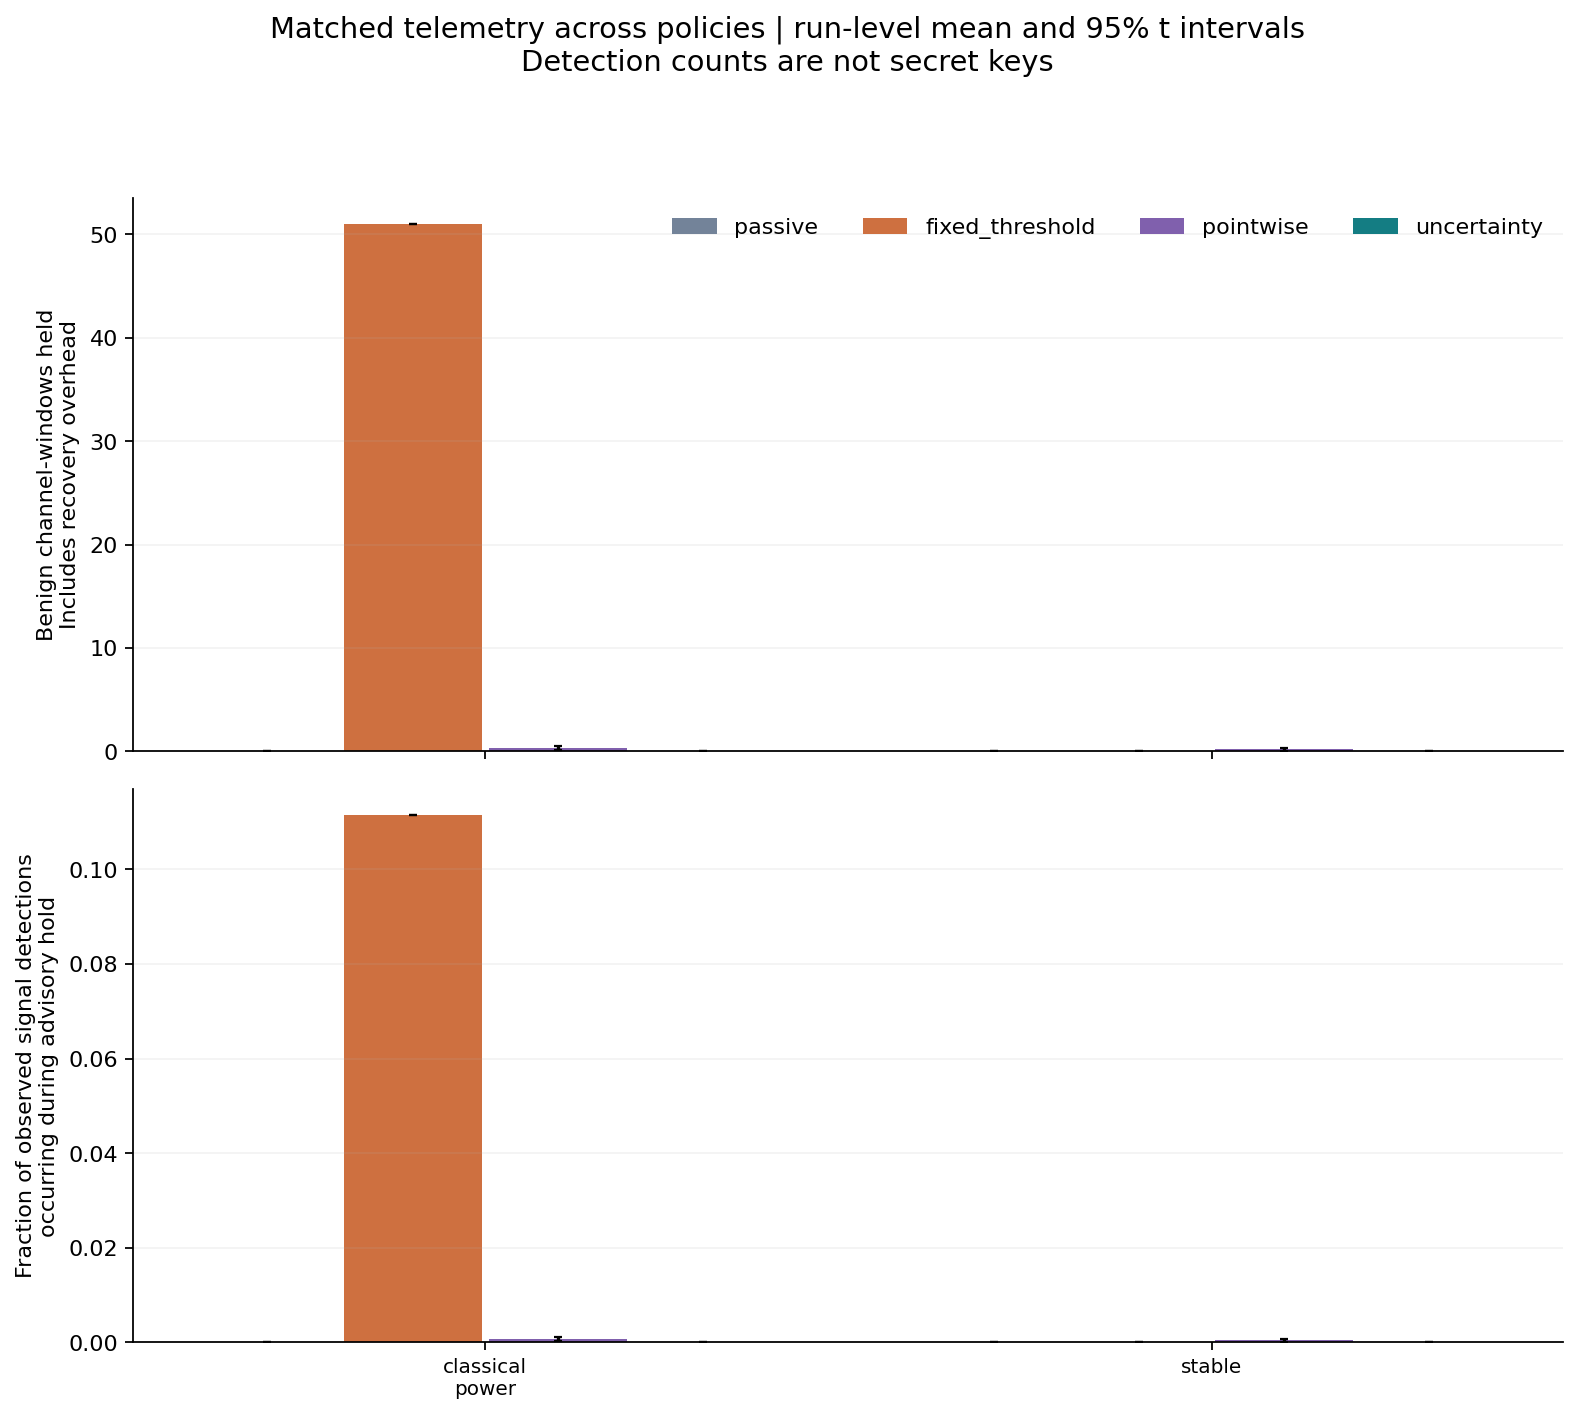 Matched telemetry across policies | run-level mean and 95% t intervals
Detection counts are not secret keys
passive
fixed_threshold
pointwise
uncertainty
Benign channel-windows held
Includes recovery overhead
50
40
30
20
10
0
Fraction of observed signal detections
occurring during advisory hold
0.10
0.08
0.06
0.04
0.02
0.00
classical
power
stable